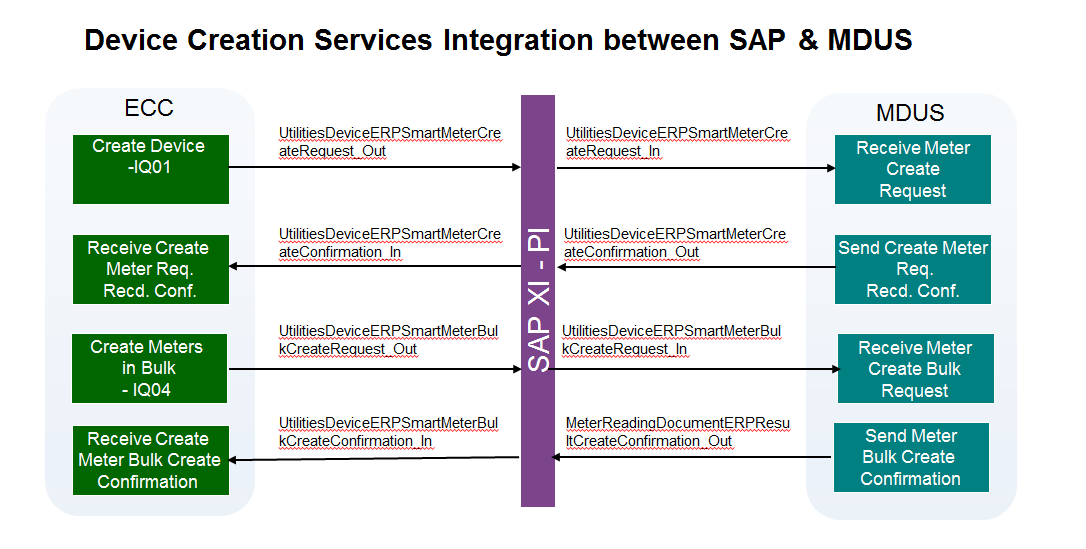 Device Creation Services Integration between SAP & MDUS
ECC
MDUS
Create Device
-IQ01
UtilitiesDeviceERPSmartMeterCre
ateRequest_Out
UtilitiesDeviceERPSmartMeterCre
ateRequest_In
Receive Meter
Create
Request
Receive Create
Meter Req.
Recd. Conf.
UtilitiesDeviceERPSmartMeterCre
ateConfirmation_In
UtilitiesDeviceERPSmartMeterCre
ateConfirmation_Out
Send Create Meter
Req.
Recd. Conf.
SAP XI - PI
Create Meters
in Bulk
- IQ04
UtilitiesDeviceERPSmartMeterBul
kCreateRequest_Out
UtilitiesDeviceERPSmartMeterBul
kCreateRequest_In
Receive Meter
Create Bulk
Request
Receive Create
Meter Bulk Create
Confirmation
UtilitiesDeviceERPSmartMeterBul
kCreateConfirmation_In
MeterReadingDocumentERPResu
ltCreateConfirmation_Out
Send Meter
Bulk Create
Confirmation